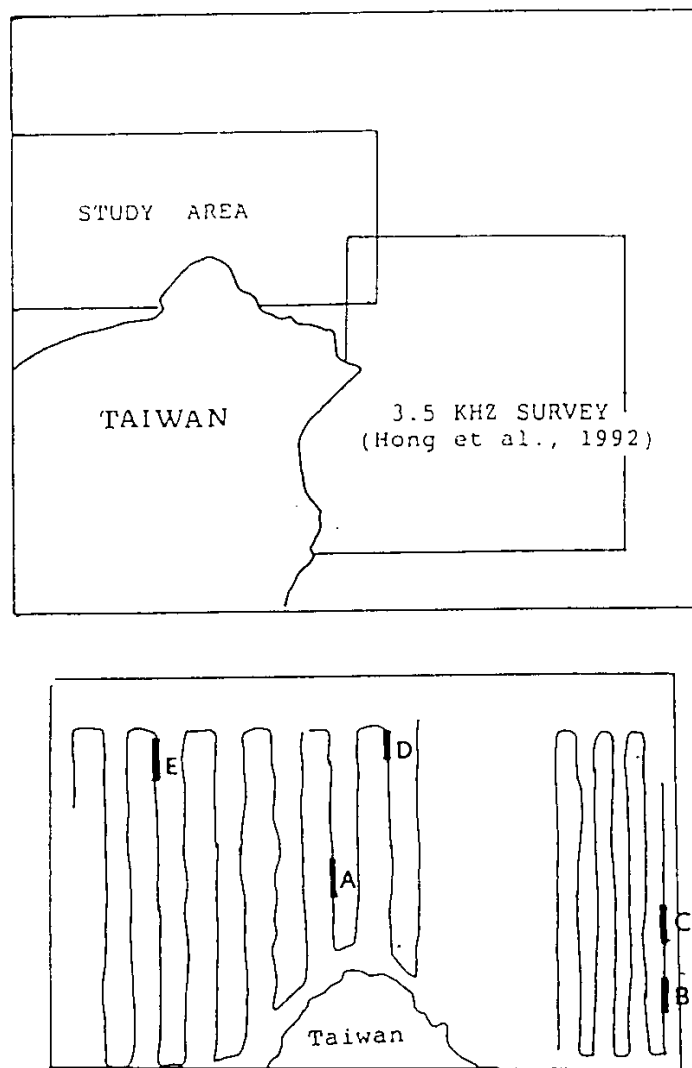 STUDY AREA
TAIWAN
3.5 KHZ SURVEY
(Hong et al., 1992)
E
D
A
C
B
Taiwan